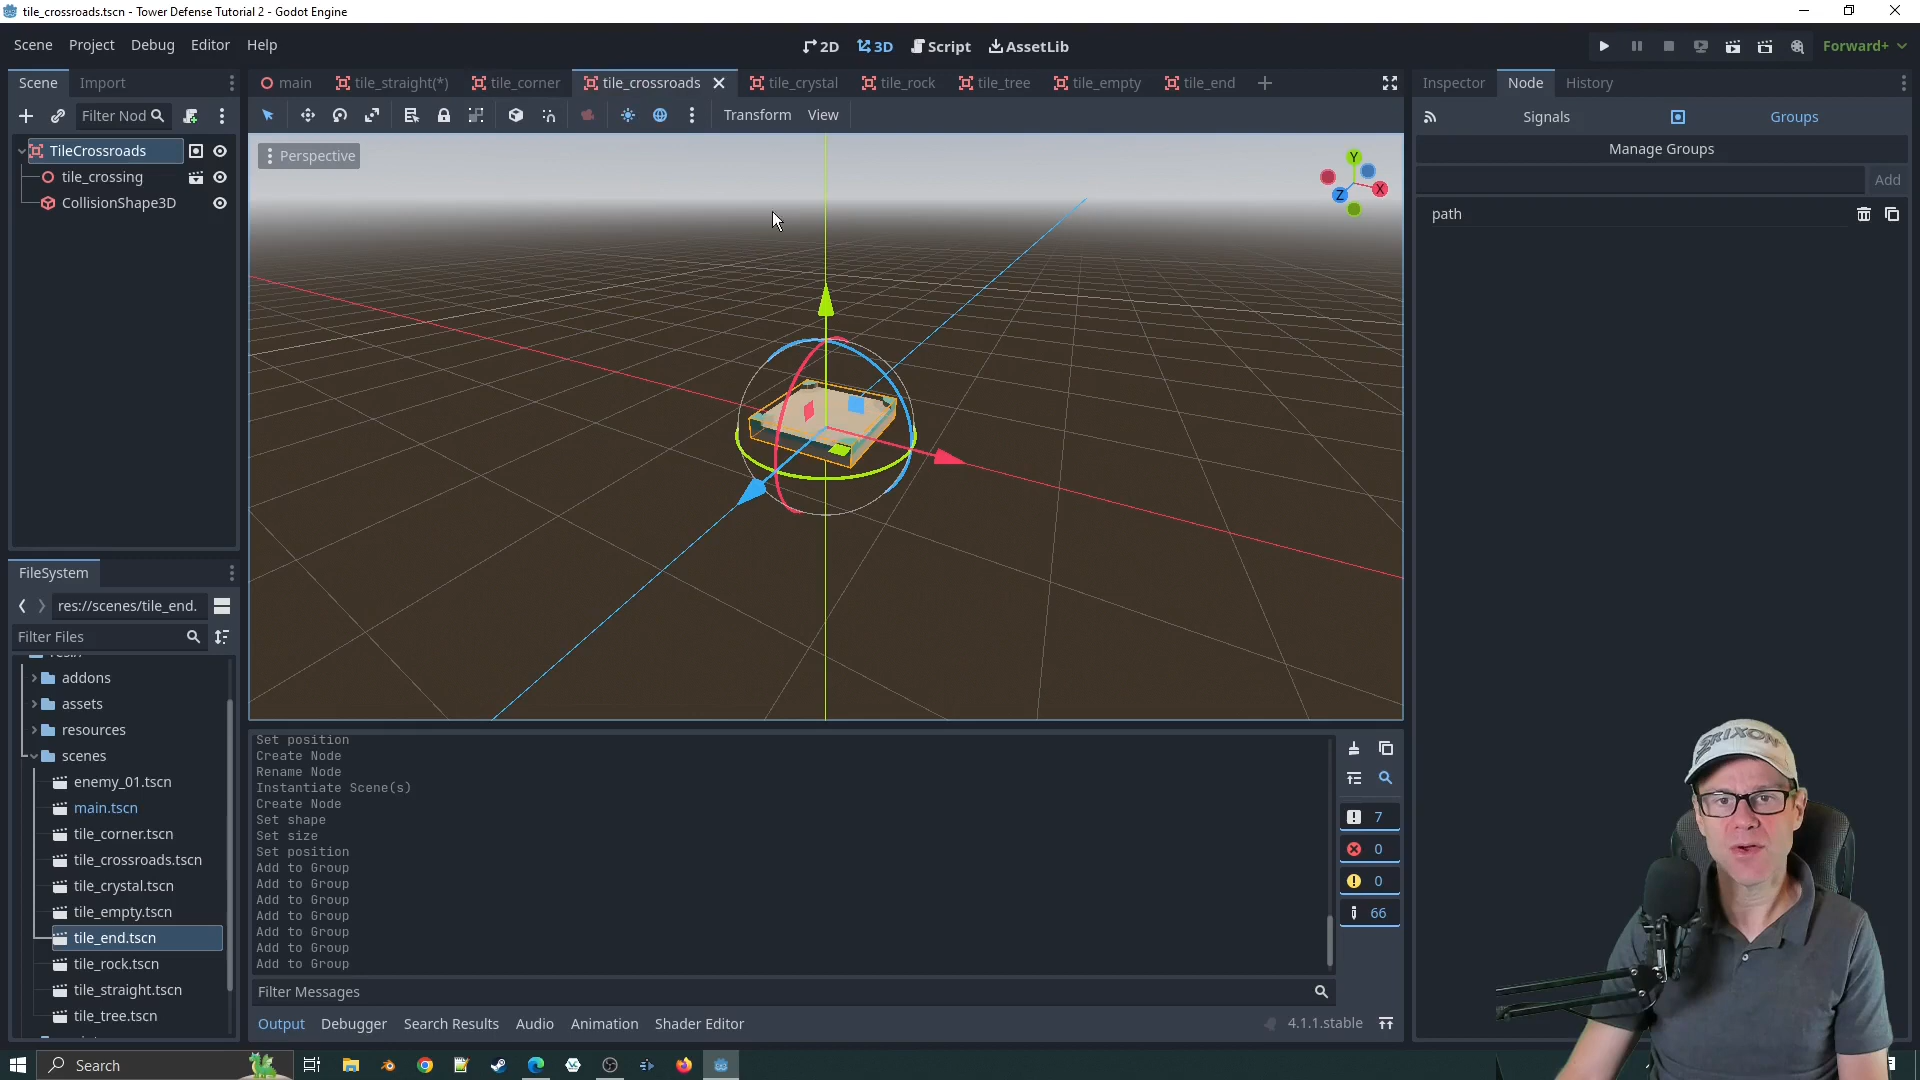 tile_crossroads.tscn - Tower Defense Tutorial 2 - Godot Engine
Scene Project Debug Editor Help
2D 3D Script AssetLib
Forward+
Scene Import
main tile_straight(*) tile_corner tile_crossroads tile_crystal tile_rock tile_tree tile_empty tile_end
Inspector Node History
Filter Nod
Transform View
Signals Groups
Manage Groups
Add
path
TileCrossroads
tile_crossing
CollisionShape3D
Perspective
Y
X
Z
FileSystem
res://scenes/tile_end.
Filter Files
addons
assets
resources
scenes
enemy_01.tscn
main.tscn
tile_corner.tscn
tile_crossroads.tscn
tile_crystal.tscn
tile_empty.tscn
tile_end.tscn
tile_rock.tscn
tile_straight.tscn
tile_tree.tscn
Set position
Create Node
Rename Node
Instantiate Scene(s)
Create Node
Set shape
Set size
Set position
Add to Group
Add to Group
Add to Group
Add to Group
Add to Group
Add to Group
Add to Group
7
0
0
66
Filter Messages
Output Debugger Search Results Audio Animation Shader Editor
4.1.1.stable
SRIXON
Search